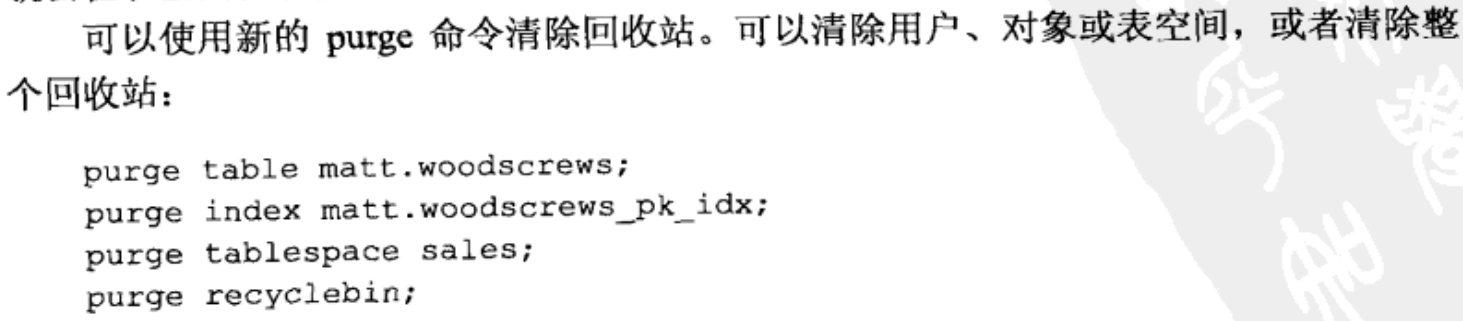 可以使用新的 purge 命令清除回收站。可以清除用户、对象或表空间，或者清除整
个回收站：
purge table matt.woodscrews;
purge index matt.woodscrews_pk_idx;
purge tablespace sales;
purge recyclebin;